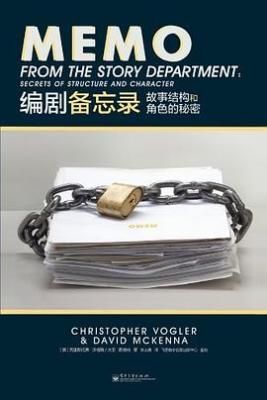 MEMO
FROM THE STORY DEPARTMENT:
SECRETS OF STRUCTURE AND CHARACTER
编剧备忘录
故事结构和
角色的秘密
MEMO
CHRISTOPHER VOGLER
& DAVID MCKENNA